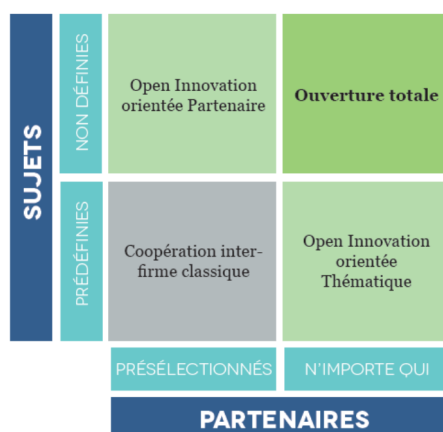 SUJETS
NON DÉFINIES
Open Innovation
orientée Partenaire
Ouverture totale
PRÉDÉFINIES
Coopération inter-
firme classique
Open Innovation
orientée
Thématique
PRÉSÉLECTIONNÉS
N'IMPORTE QUI
PARTENAIRES